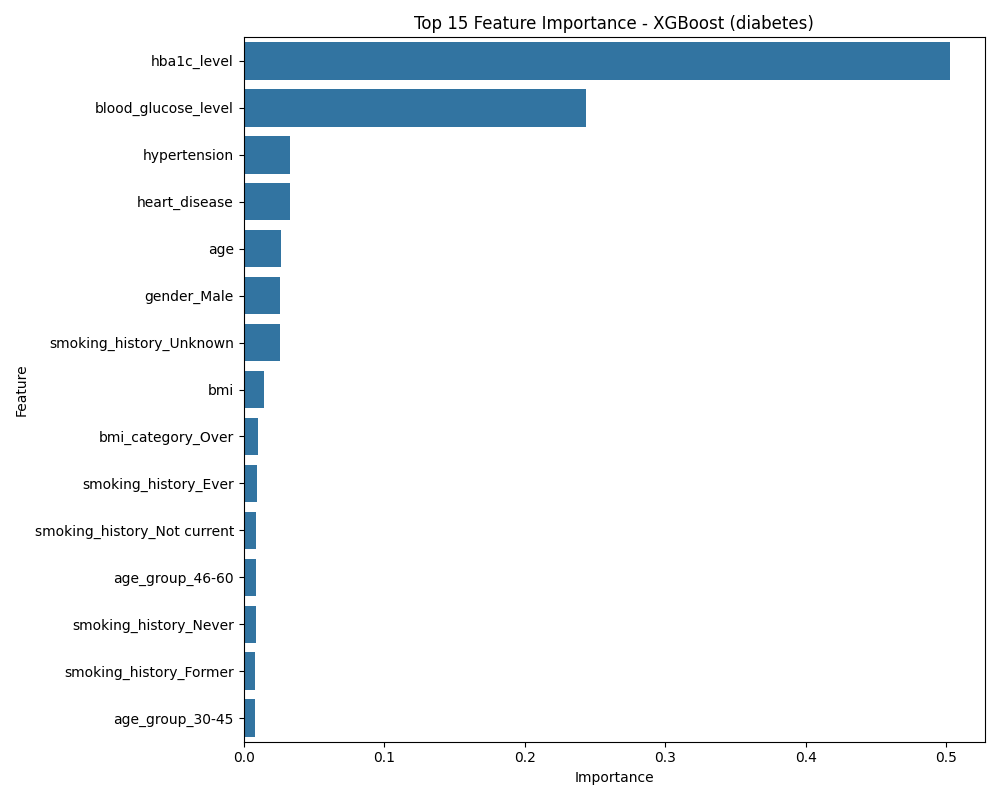 Top 15 Feature Importance - XGBoost (diabetes)
hba1c_level
blood_glucose_level
hypertension
heart_disease
age
gender_Male
smoking_history_Unknown
bmi
bmi_category_Over
smoking_history_Ever
smoking_history_Not current
age_group_46-60
smoking_history_Never
smoking_history_Former
age_group_30-45
Feature
0.0 0.1 0.2 0.3 0.4 0.5
Importance